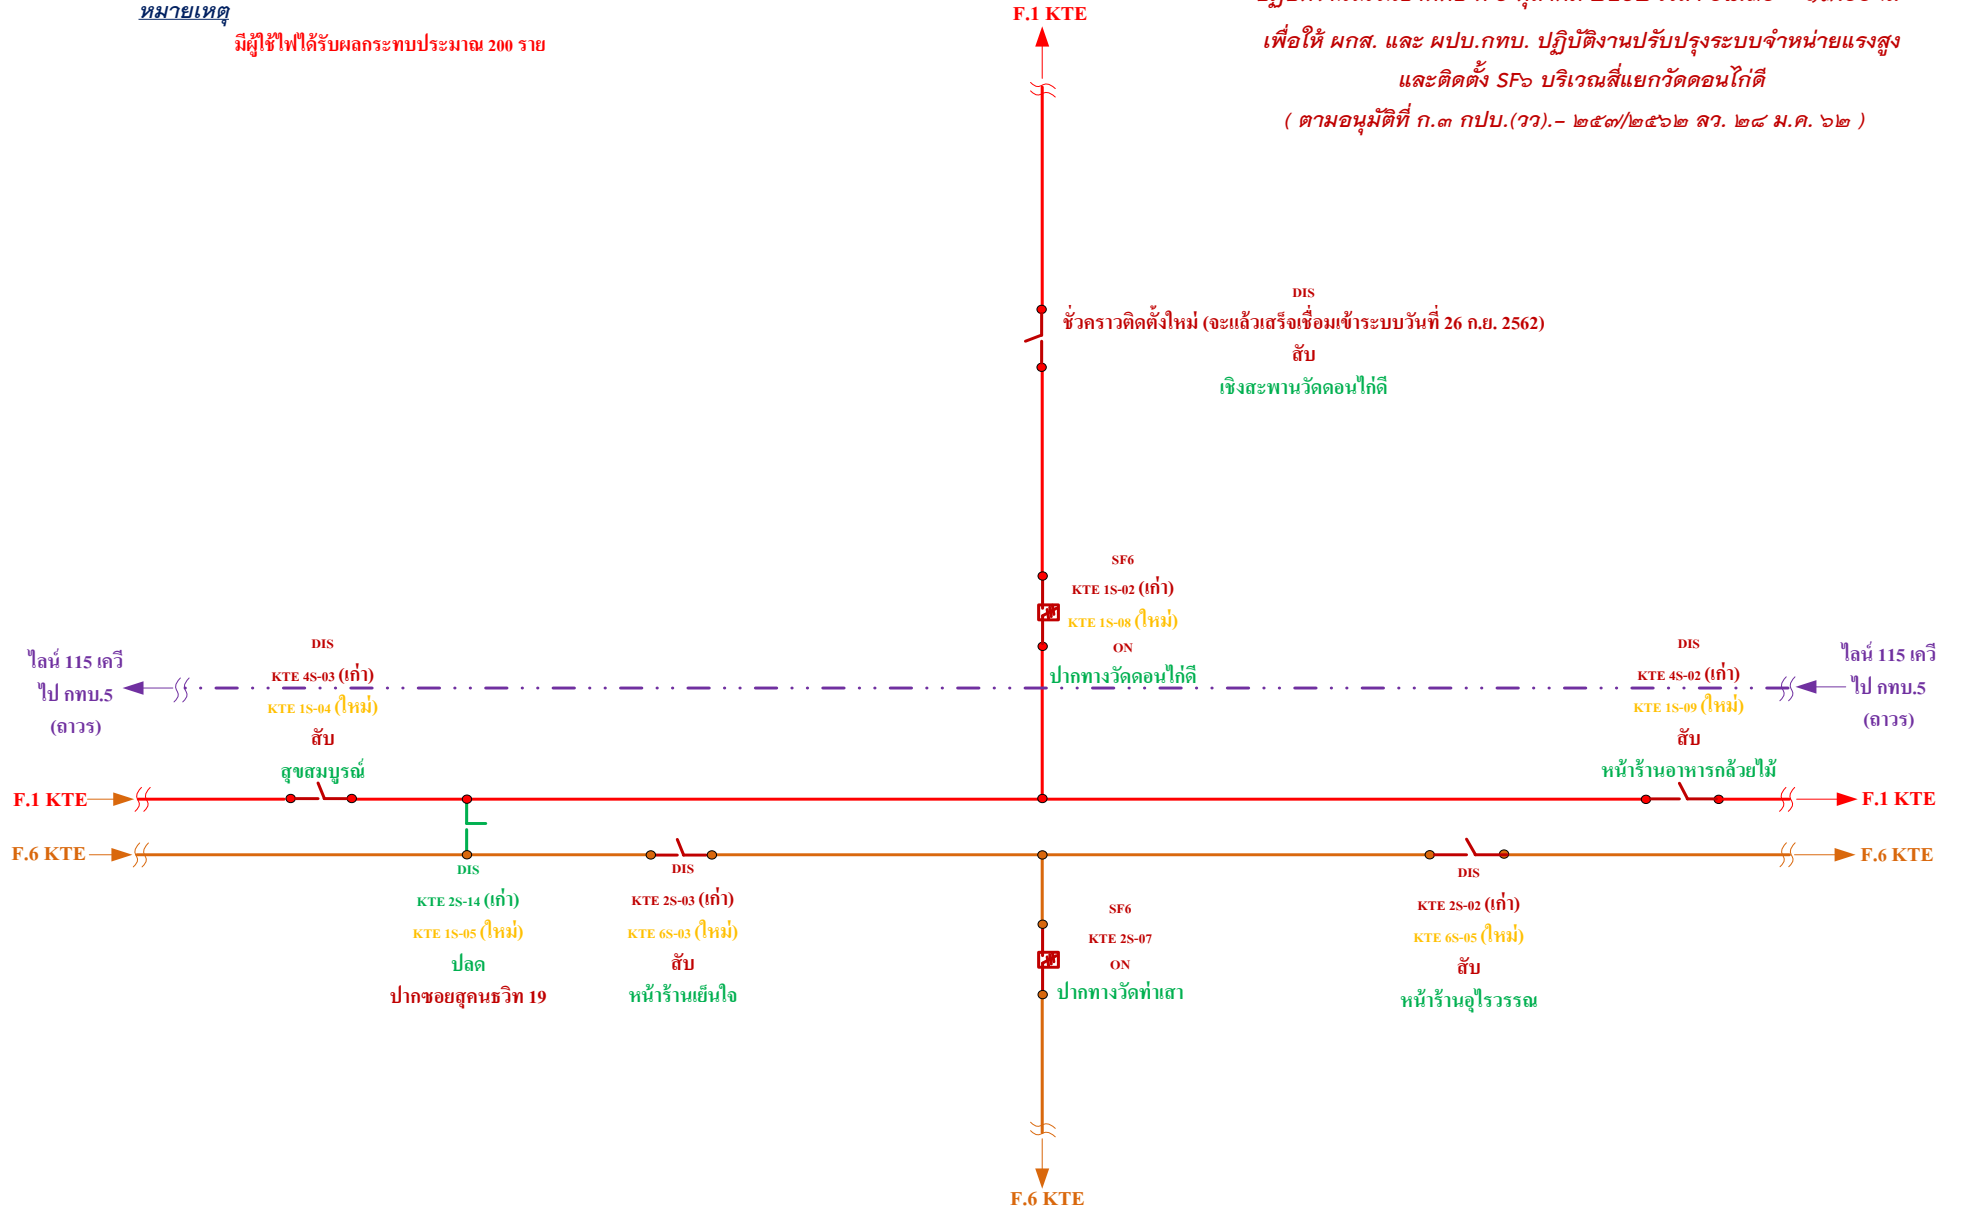 หมายเหตุ
มีผู้ใช้ไฟได้รับผลกระทบประมาณ 200 ราย
F.1 KTE
เพื่อให้ ผกส. และ ผปบ.กทบ. ปฏิบัติงานปรับปรุงระบบจำหน่ายแรงสูง
และติดตั้ง SF๖ บริเวณสี่แยกวัดดอนไก่ดี
( ตามอนุมัติที่ ก.๓ กปบ.(วว).- ๒๕๗/๒๕๖๒ ลว. ๒๘ ม.ค. ๖๒ )
DIS
ชั่วคราวติดตั้งใหม่ (จะแล้วเสร็จเชื่อมเข้าระบบวันที่ 26 ก.ย. 2562)
สับ
เชิงสะพานวัดดอนไก่ดี
SF6
KTE 1S-02 (เก่า)
KTE 1S-08 (ใหม่)
ON
ปากทางวัดดอนไก่ดี
ไลน์ 115 เควี
ไป กทบ.5
(ถาวร)
DIS
KTE 4S-03 (เก่า)
KTE 1S-04 (ใหม่)
สับ
สุขสมบูรณ์
DIS
KTE 4S-02 (เก่า)
KTE 1S-09 (ใหม่)
สับ
หน้าร้านอาหารกล้วยไม้
ไลน์ 115 เควี
ไป กทบ.5
(ถาวร)
F.1 KTE
F.1 KTE
F.6 KTE
F.6 KTE
DIS
KTE 2S-14 (เก่า)
KTE 1S-05 (ใหม่)
ปลด
ปากซอยสุคนธวิท 19
DIS
KTE 2S-03 (เก่า)
KTE 6S-03 (ใหม่)
สับ
หน้าร้านเย็นใจ
SF6
KTE 2S-07
ON
ปากทางวัดท่าเสา
DIS
KTE 2S-02 (เก่า)
KTE 6S-05 (ใหม่)
สับ
หน้าร้านอุไรวรรณ
F.6 KTE